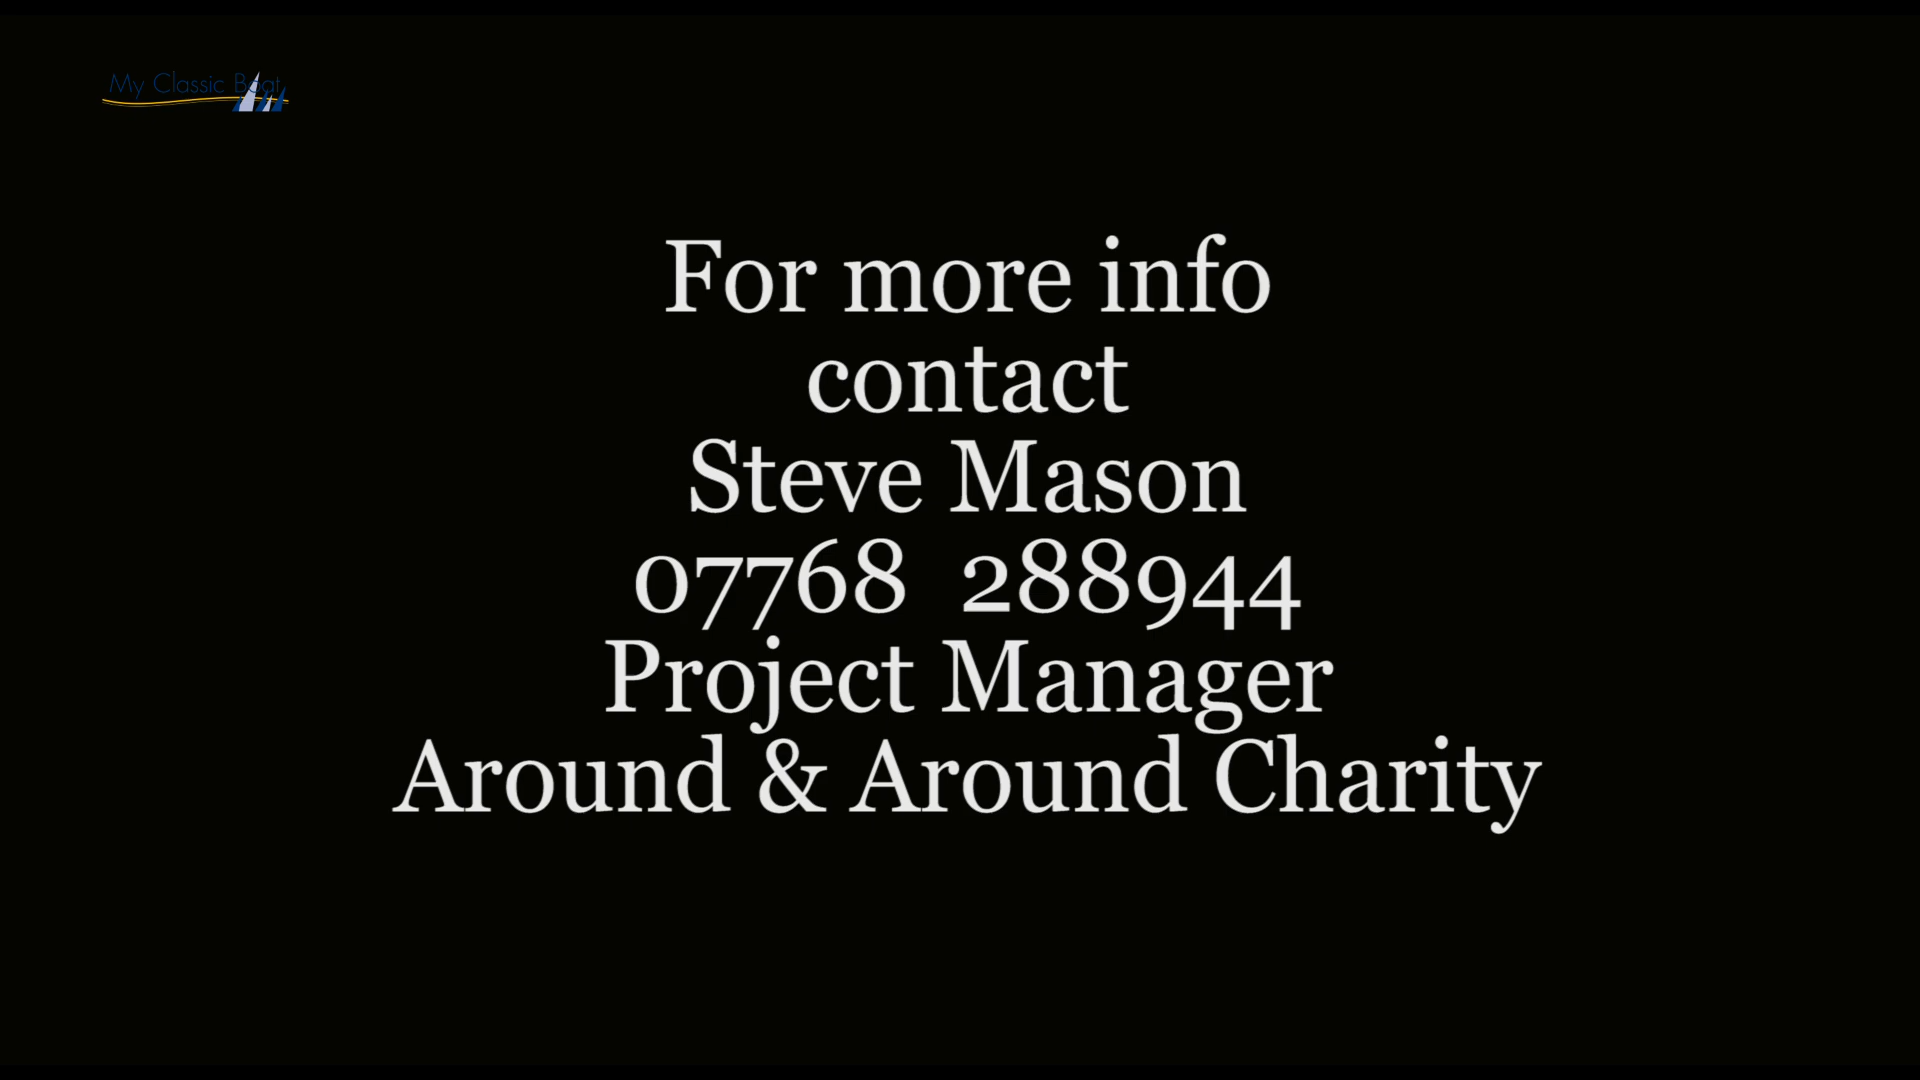 My Classic Boat
For more info
contact
Steve Mason
07768 288944
Project Manager
Around & Around Charity